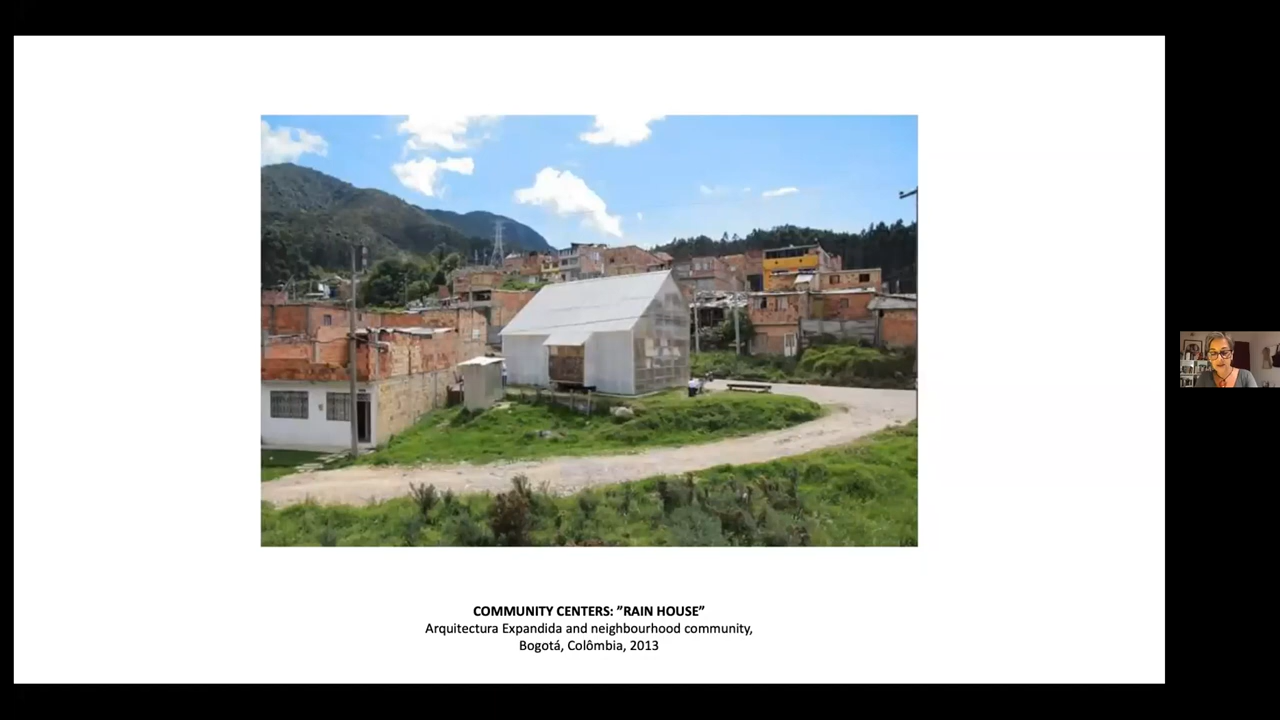 COMMUNITY CENTERS: ”RAIN HOUSE”
Arquitectura Expandida and neighbourhood community,
Bogotá, Colômbia, 2013